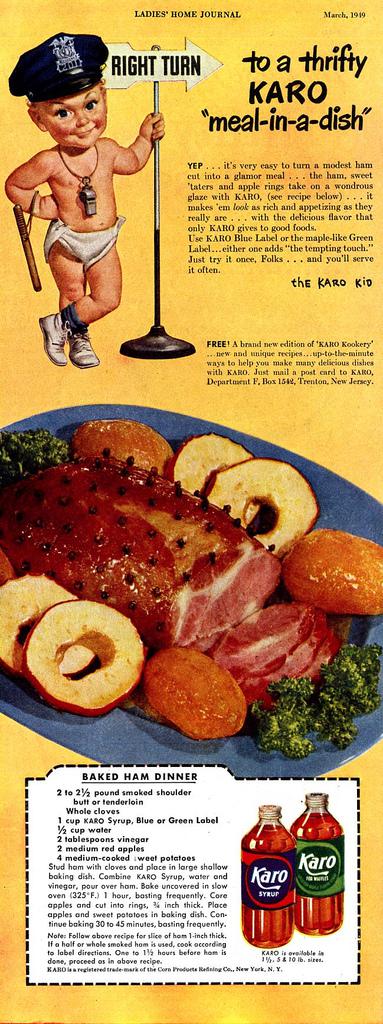 LADIES' HOME JOURNAL
March, 1949
RIGHT TURN
to a thrifty
KARO
"meal-in-a-dish"
YEP . . . it's very easy to turn a modest ham
cut into a glamor meal . . . the ham, sweet
'taters and apple rings take on a wondrous
glaze with KARO, (see recipe below) . . . it
makes 'em look as rich and appetizing as they
really are . . . with the delicious flavor that
only KARO gives to good foods.
Use KARO Blue Label or the maple-like Green
Label...either one adds "the tempting touch."
Just try it once, Folks . . . and you'll serve
it often.
the KARO KID
FREE! A brand new edition of 'KARO Kookery'
...new and unique recipes...up-to-the-minute
ways to help you make many delicious dishes
with KARO. Just mail a post card to KARO,
Department F, Box 1542, Trenton, New Jersey.
BAKED HAM DINNER
2 to 2½ pound smoked shoulder
butt or tenderloin
Whole cloves
1 cup KARO Syrup, Blue or Green Label
½ cup water
2 tablespoons vinegar
2 medium red apples
4 medium-cooked sweet potatoes
Stud ham with cloves and place in large shallow
baking dish. Combine KARO Syrup, water and
vinegar, pour over ham. Bake uncovered in slow
oven (325°F.) 1 hour, basting frequently. Core
apples and cut into rings, ¾ inch thick. Place
apples and sweet potatoes in baking dish. Con-
tinue baking 30 to 45 minutes, basting frequently.
Note: Follow above recipe for slice of ham 1-inch thick.
If a half or whole smoked ham is used, cook according
to label directions. One to 1½ hours before ham is
done, proceed as in above recipe.
KARO is a registered trade-mark of the Corn Products Refining Co., New York, N. Y.
Karo
SYRUP
Karo
FOR WAFFLES
KARO is available in
1½, 5 & 10 lb. sizes.